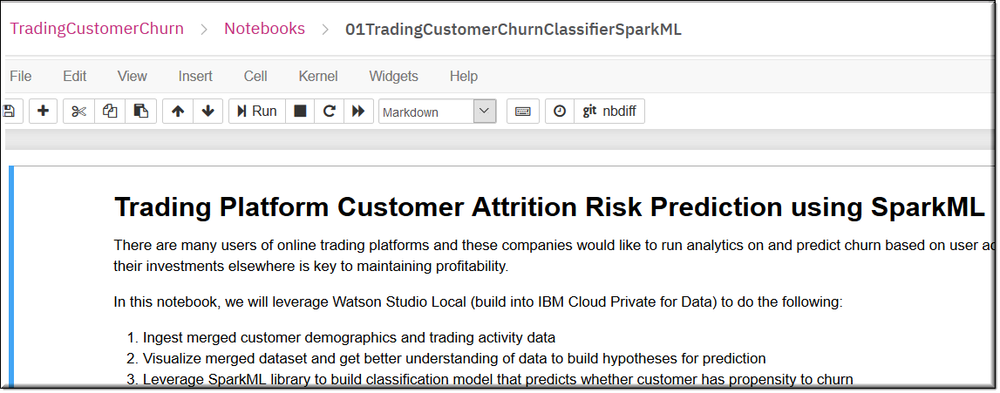 TradingCustomerChurn > Notebooks > 01TradingCustomerChurnClassifierSparkML
File Edit View Insert Cell Kernel Widgets Help
Run Markdown git nbdiff
Trading Platform Customer Attrition Risk Prediction using SparkML
There are many users of online trading platforms and these companies would like to run analytics on and predict churn based on user
their investments elsewhere is key to maintaining profitability.
In this notebook, we will leverage Watson Studio Local (build into IBM Cloud Private for Data) to do the following:
1. Ingest merged customer demographics and trading activity data
2. Visualize merged dataset and get better understanding of data to build hypotheses for prediction
3. Leverage SparkML library to build classification model that predicts whether customer has propensity to churn